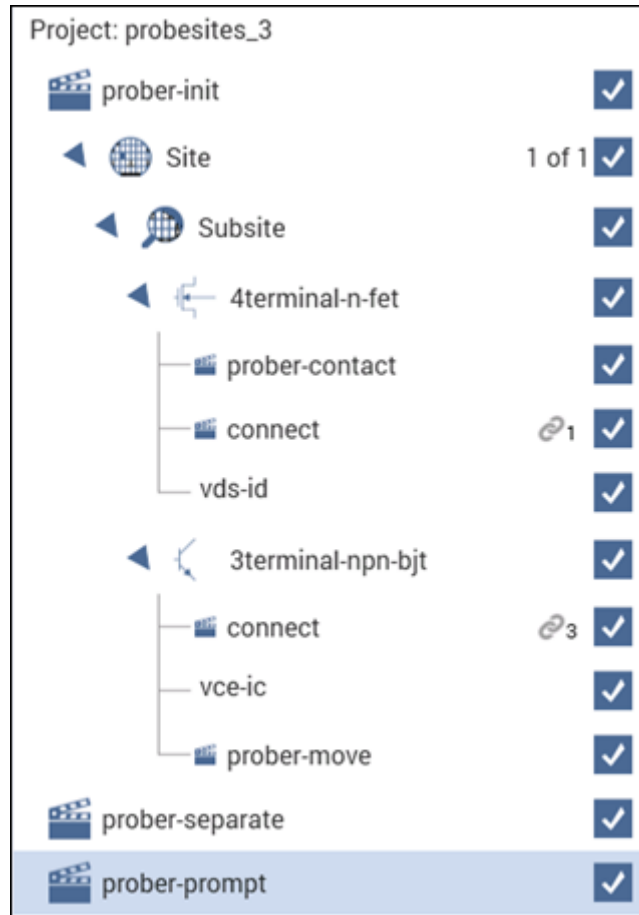 Project: probesites_3
prober-init
Site 1 of 1
Subsite
4terminal-n-fet
prober-contact
connect 1
vds-id
3terminal-npn-bjt
connect 3
vce-ic
prober-move
prober-separate
prober-prompt